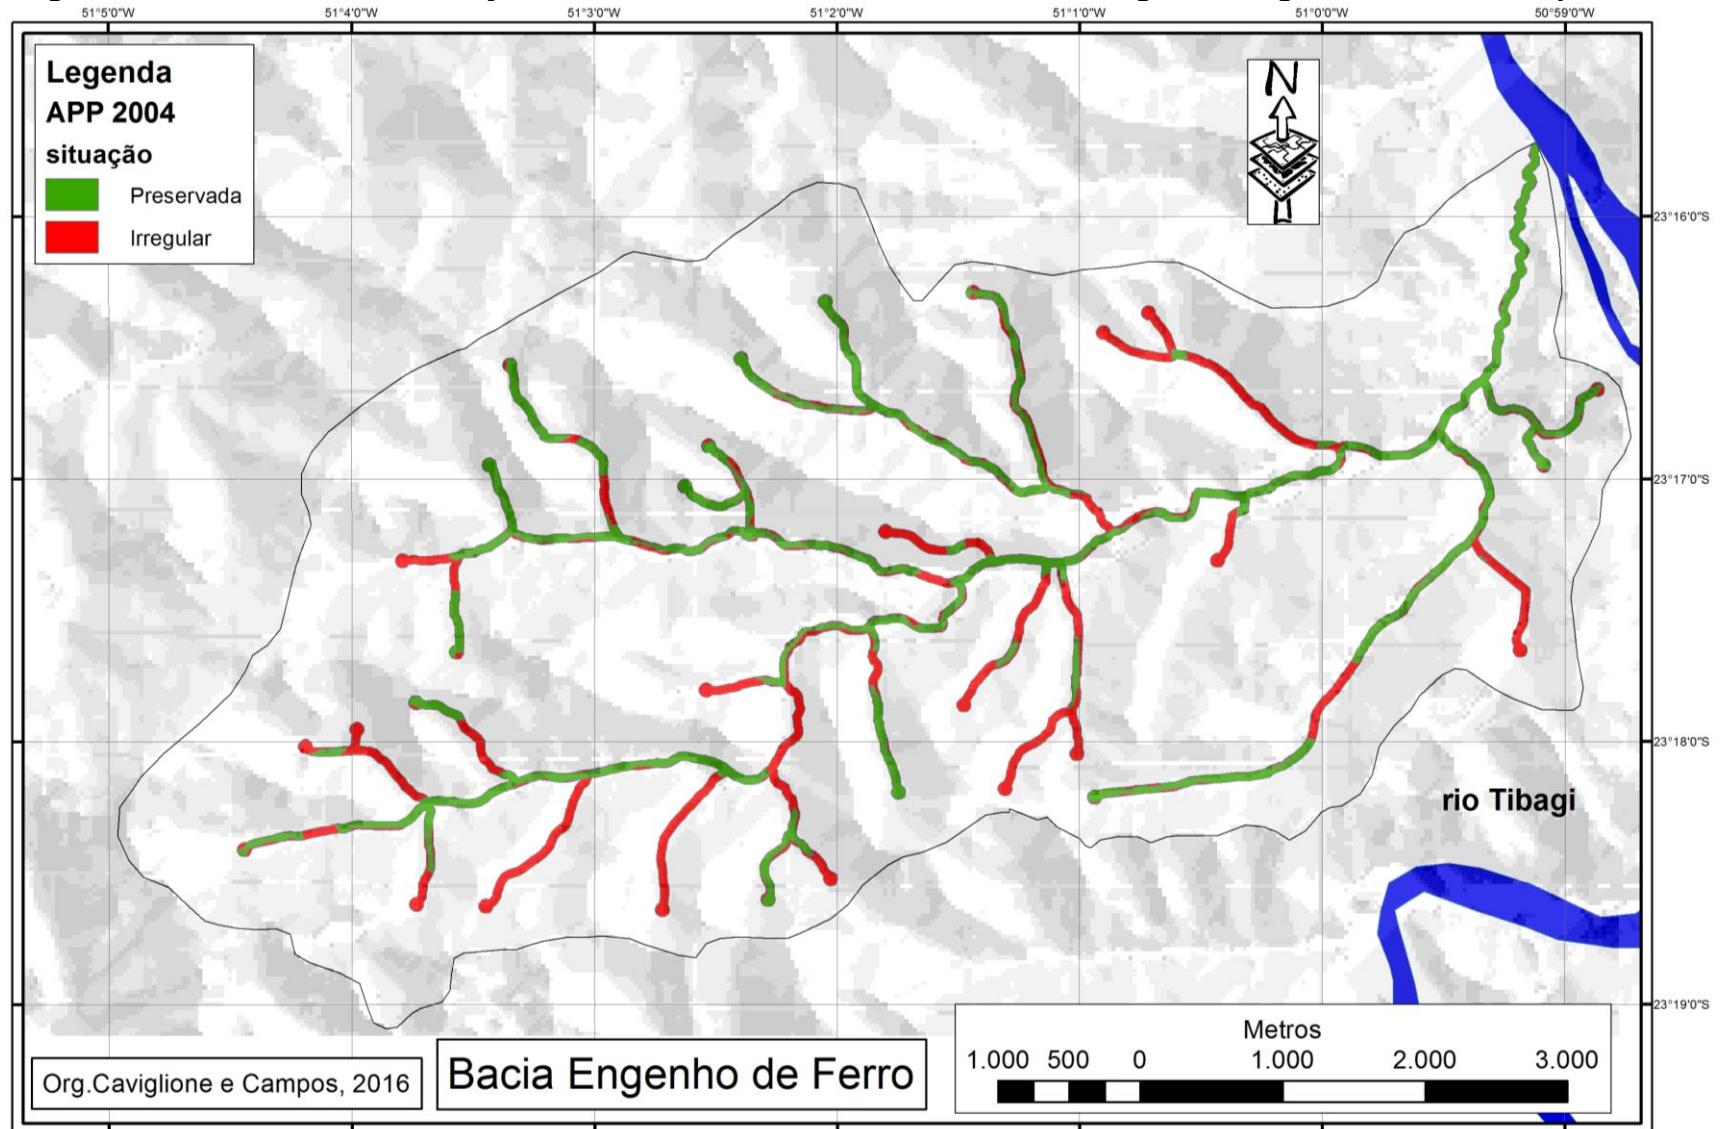 51°5'0"W 51°4'0"W 51°3'0"W 51°2'0"W 51°1'0"W 51°0'0"W 50°59'0"W
Legenda
APP 2004
situação
Preservada
Irregular
N
23°16'0"S
23°17'0"S
23°18'0"S
rio Tibagi
23°19'0"S
Metros
1.000 500 0 1.000 2.000 3.000
Org.Caviglione e Campos, 2016
Bacia Engenho de Ferro